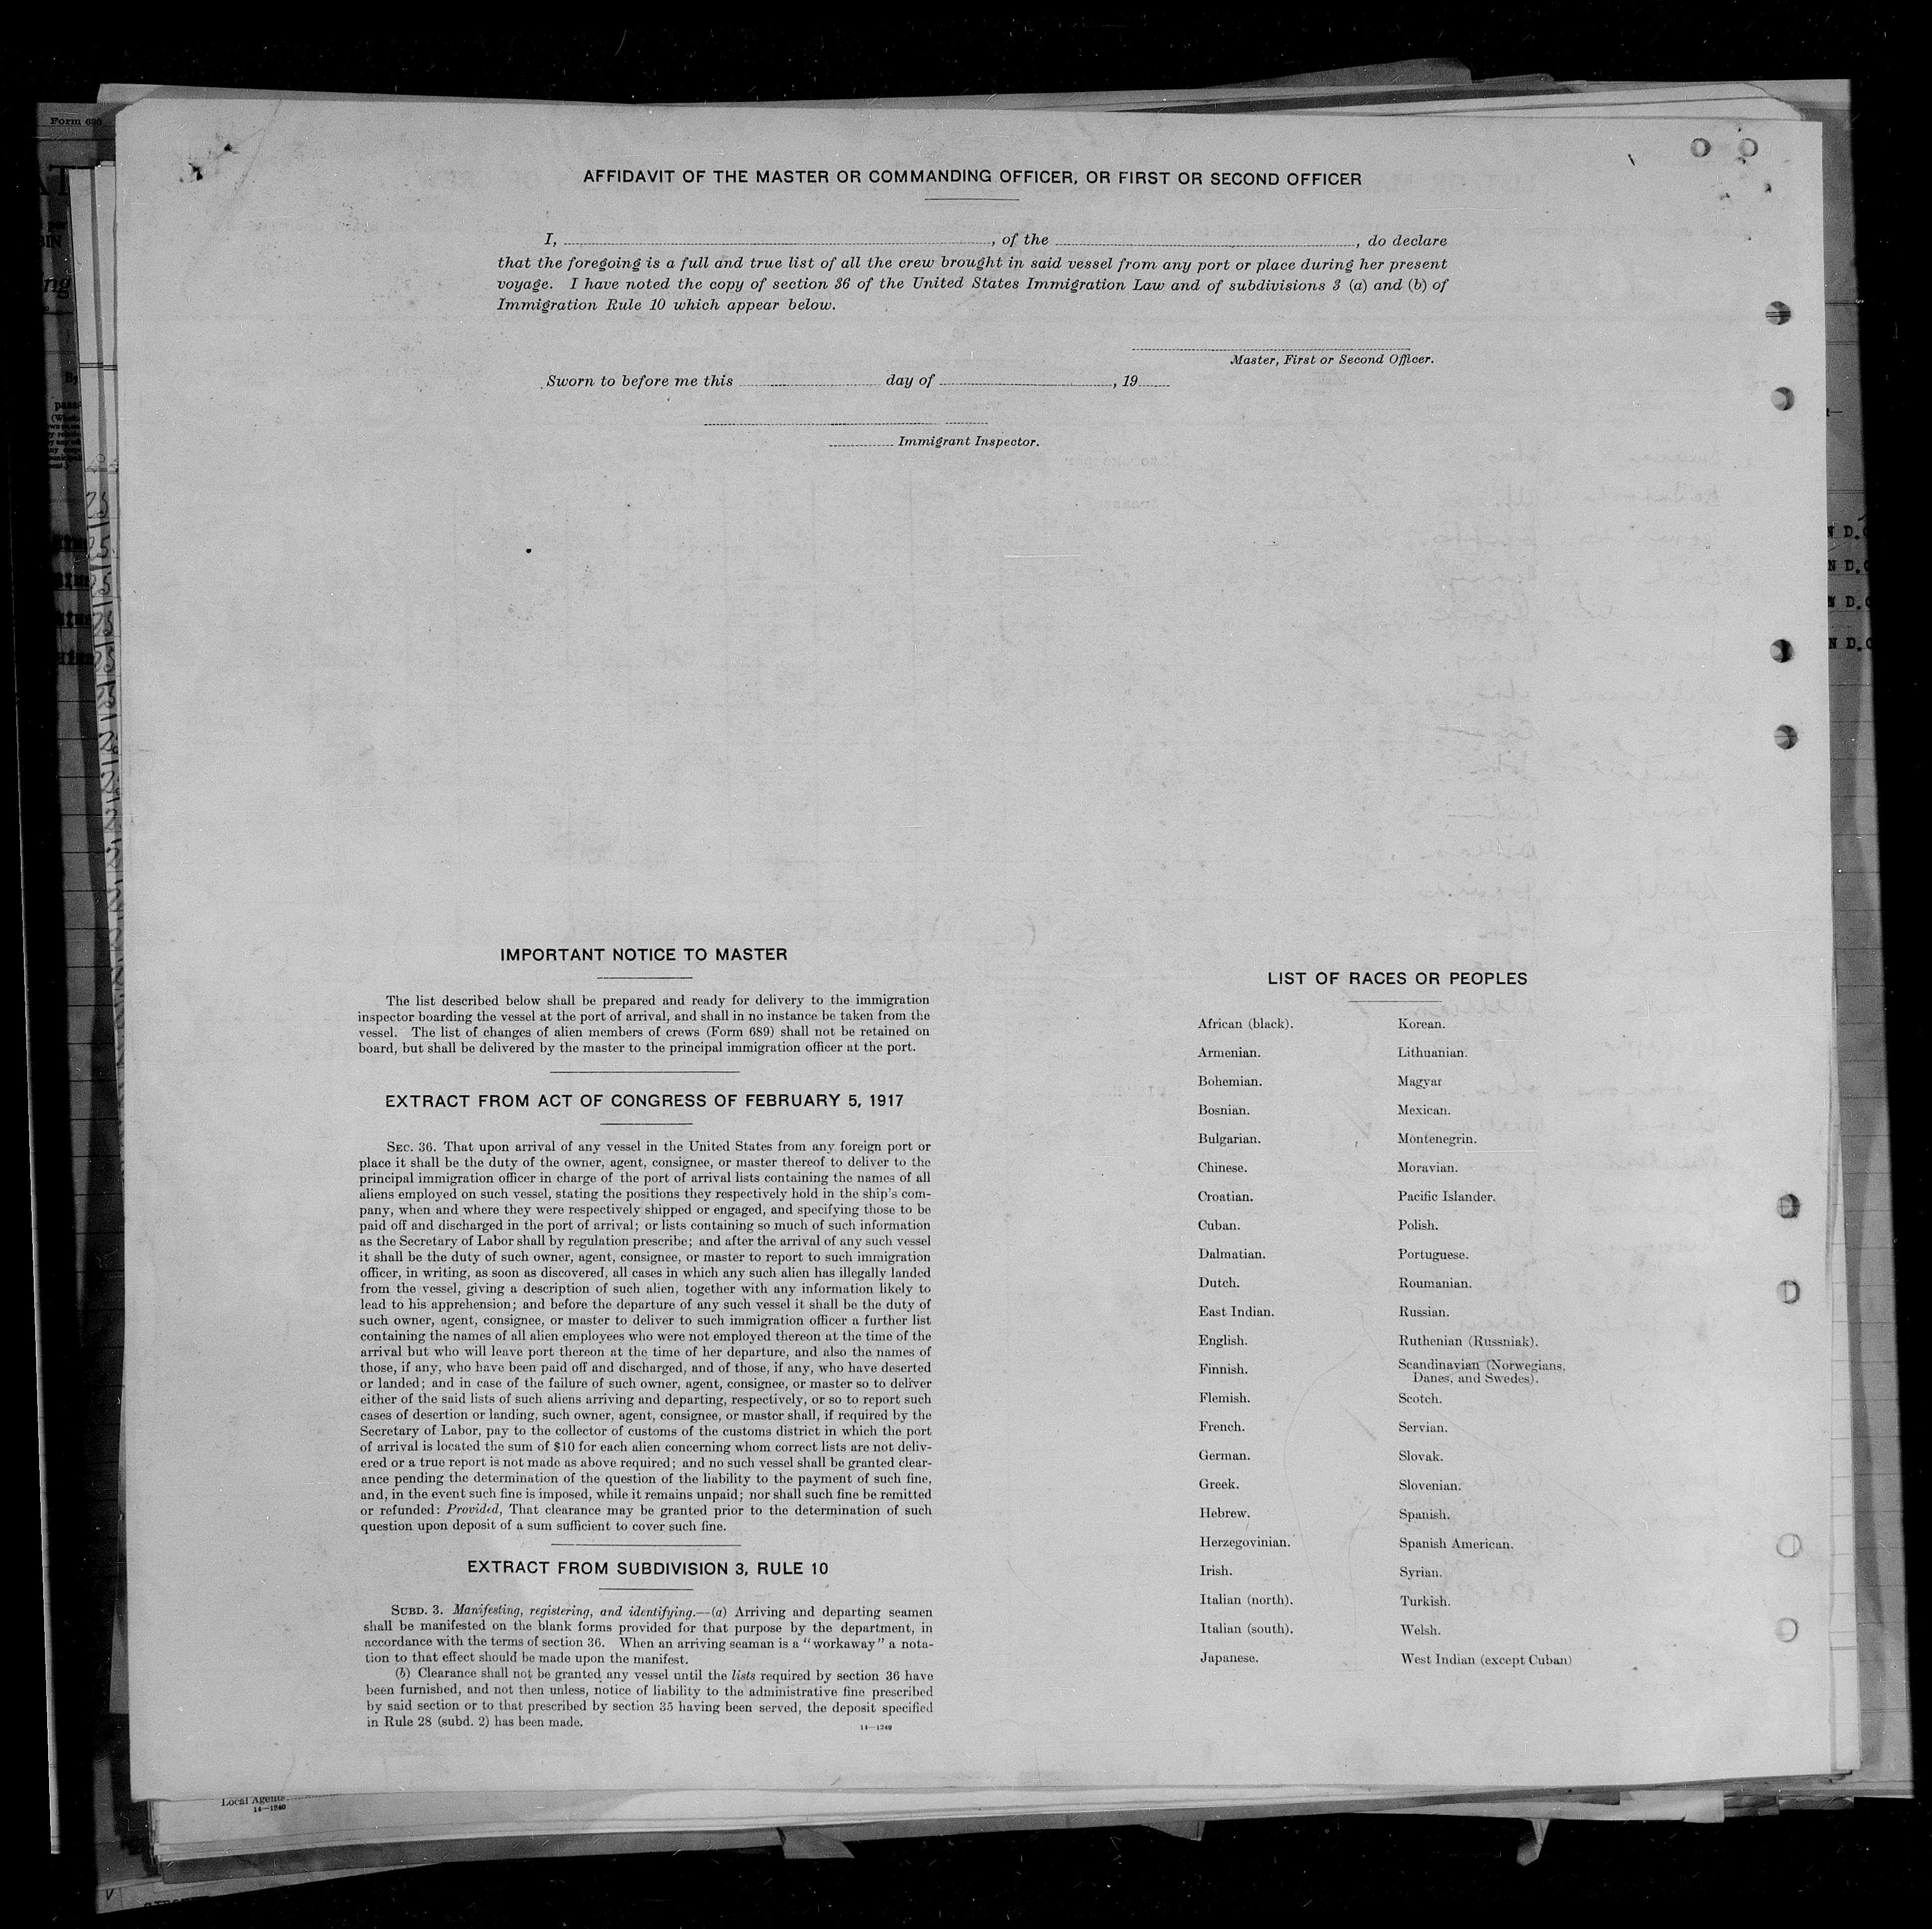 Form 680
AFFIDAVIT OF THE MASTER OR COMMANDING OFFICER, OR FIRST OR SECOND OFFICER
I, , of the , do declare
that the foregoing is a full and true list of all the crew brought in said vessel from any port or place during her present
voyage. I have noted the copy of section 36 of the United States Immigration Law and of subdivisions 3 (a) and (b) of
Immigration Rule 10 which appear below.
Master, First or Second Officer.
Sworn to before me this day of , 19
Immigrant Inspector.
IMPORTANT NOTICE TO MASTER
The list described below shall be prepared and ready for delivery to the immigration
inspector boarding the vessel at the port of arrival, and shall in no instance be taken from the
vessel. The list of changes of alien members of crews (Form 689) shall not be retained on
board, but shall be delivered by the master to the principal immigration officer at the port.
EXTRACT FROM ACT OF CONGRESS OF FEBRUARY 5, 1917
SEC. 36. That upon arrival of any vessel in the United States from any foreign port or
place it shall be the duty of the owner, agent, consignee, or master thereof to deliver to the
principal immigration officer in charge of the port of arrival lists containing the names of all
aliens employed on such vessel, stating the positions they respectively hold in the ship's com-
pany, when and where they were respectively shipped or engaged, and specifying those to be
paid off and discharged in the port of arrival; or lists containing so much of such information
as the Secretary of Labor shall by regulation prescribe; and after the arrival of any such vessel
it shall be the duty of such owner, agent, consignee, or master to report to such immigration
officer, in writing, as soon as discovered, all cases in which any such alien has illegally landed
from the vessel, giving a description of such alien, together with any information likely to
lead to his apprehension; and before the departure of any such vessel it shall be the duty of
such owner, agent, consignee, or master to deliver to such immigration officer a further list
containing the names of all alien employees who were not employed thereon at the time of the
arrival but who will leave port thereon at the time of her departure, and also the names of
those, if any, who have been paid off and discharged, and of those, if any, who have deserted
or landed; and in case of the failure of such owner, agent, consignee, or master so to deliver
either of the said lists of such aliens arriving and departing, respectively, or so to report such
cases of desertion or landing, such owner, agent, consignee, or master shall, if required by the
Secretary of Labor, pay to the collector of customs of the customs district in which the port
of arrival is located the sum of $10 for each alien concerning whom correct lists are not deliv-
ered or a true report is not made as above required; and no such vessel shall be granted clear-
ance pending the determination of the question of the liability to the payment of such fine,
and, in the event such fine is imposed, while it remains unpaid; nor shall such fine be remitted
or refunded: Provided, That clearance may be granted prior to the determination of such
question upon deposit of a sum sufficient to cover such fine.
EXTRACT FROM SUBDIVISION 3, RULE 10
SUBD. 3. Manifesting, registering, and identifying.—(a) Arriving and departing seamen
shall be manifested on the blank forms provided for that purpose by the department, in
accordance with the terms of section 36. When an arriving seaman is a "workaway" a nota-
tion to that effect should be made upon the manifest.
(b) Clearance shall not be granted any vessel until the lists required by section 36 have
been furnished, and not then unless, notice of liability to the administrative fine prescribed
by said section or to that prescribed by section 35 having been served, the deposit specified
in Rule 28 (subd. 2) has been made.
14—1240
LIST OF RACES OR PEOPLES
African (black).
Armenian.
Bohemian.
Bosnian.
Bulgarian.
Chinese.
Croatian.
Cuban.
Dalmatian.
Dutch.
East Indian.
English.
Finnish.
Flemish.
French.
German.
Greek.
Hebrew.
Herzegovinian.
Irish.
Italian (north).
Italian (south).
Japanese.
Korean.
Lithuanian.
Magyar
Mexican.
Montenegrin.
Moravian.
Pacific Islander.
Polish.
Portuguese.
Roumanian.
Russian.
Ruthenian (Russniak).
Scandinavian (Norwegians,
Danes, and Swedes).
Scotch.
Servian.
Slovak.
Slovenian.
Spanish.
Spanish American.
Syrian.
Turkish.
Welsh.
West Indian (except Cuban)
Local Agents
14—1240